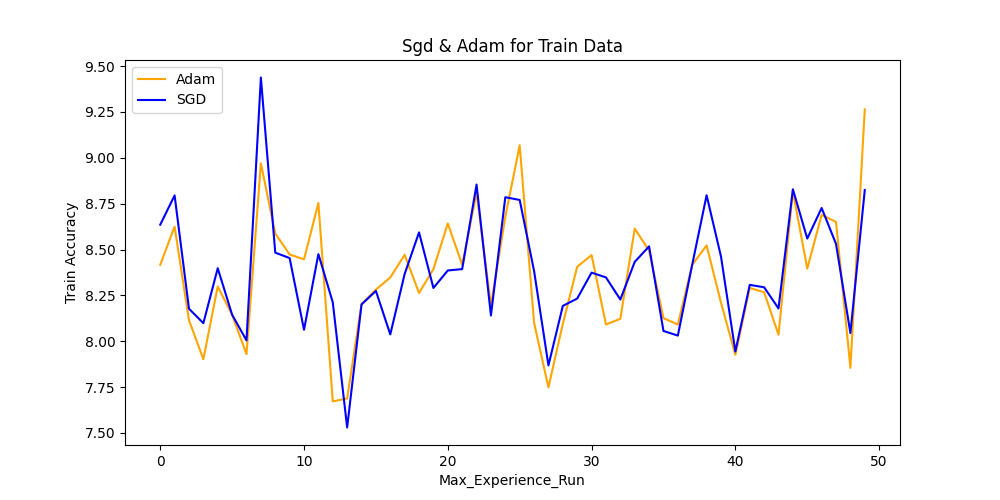 Sgd & Adam for Train Data
Adam
SGD
Train Accuracy
9.50
9.25
9.00
8.75
8.50
8.25
8.00
7.75
7.50
0 10 20 30 40 50
Max_Experience_Run